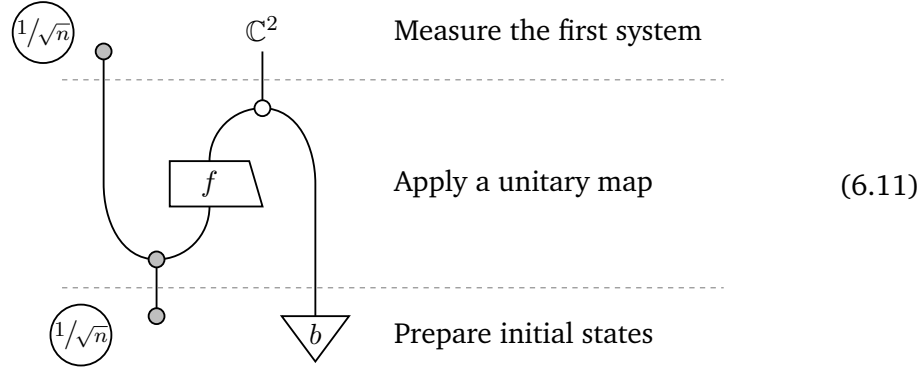 1/√n ℂ² Measure the first system
f Apply a unitary map (6.11)
1/√n b Prepare initial states